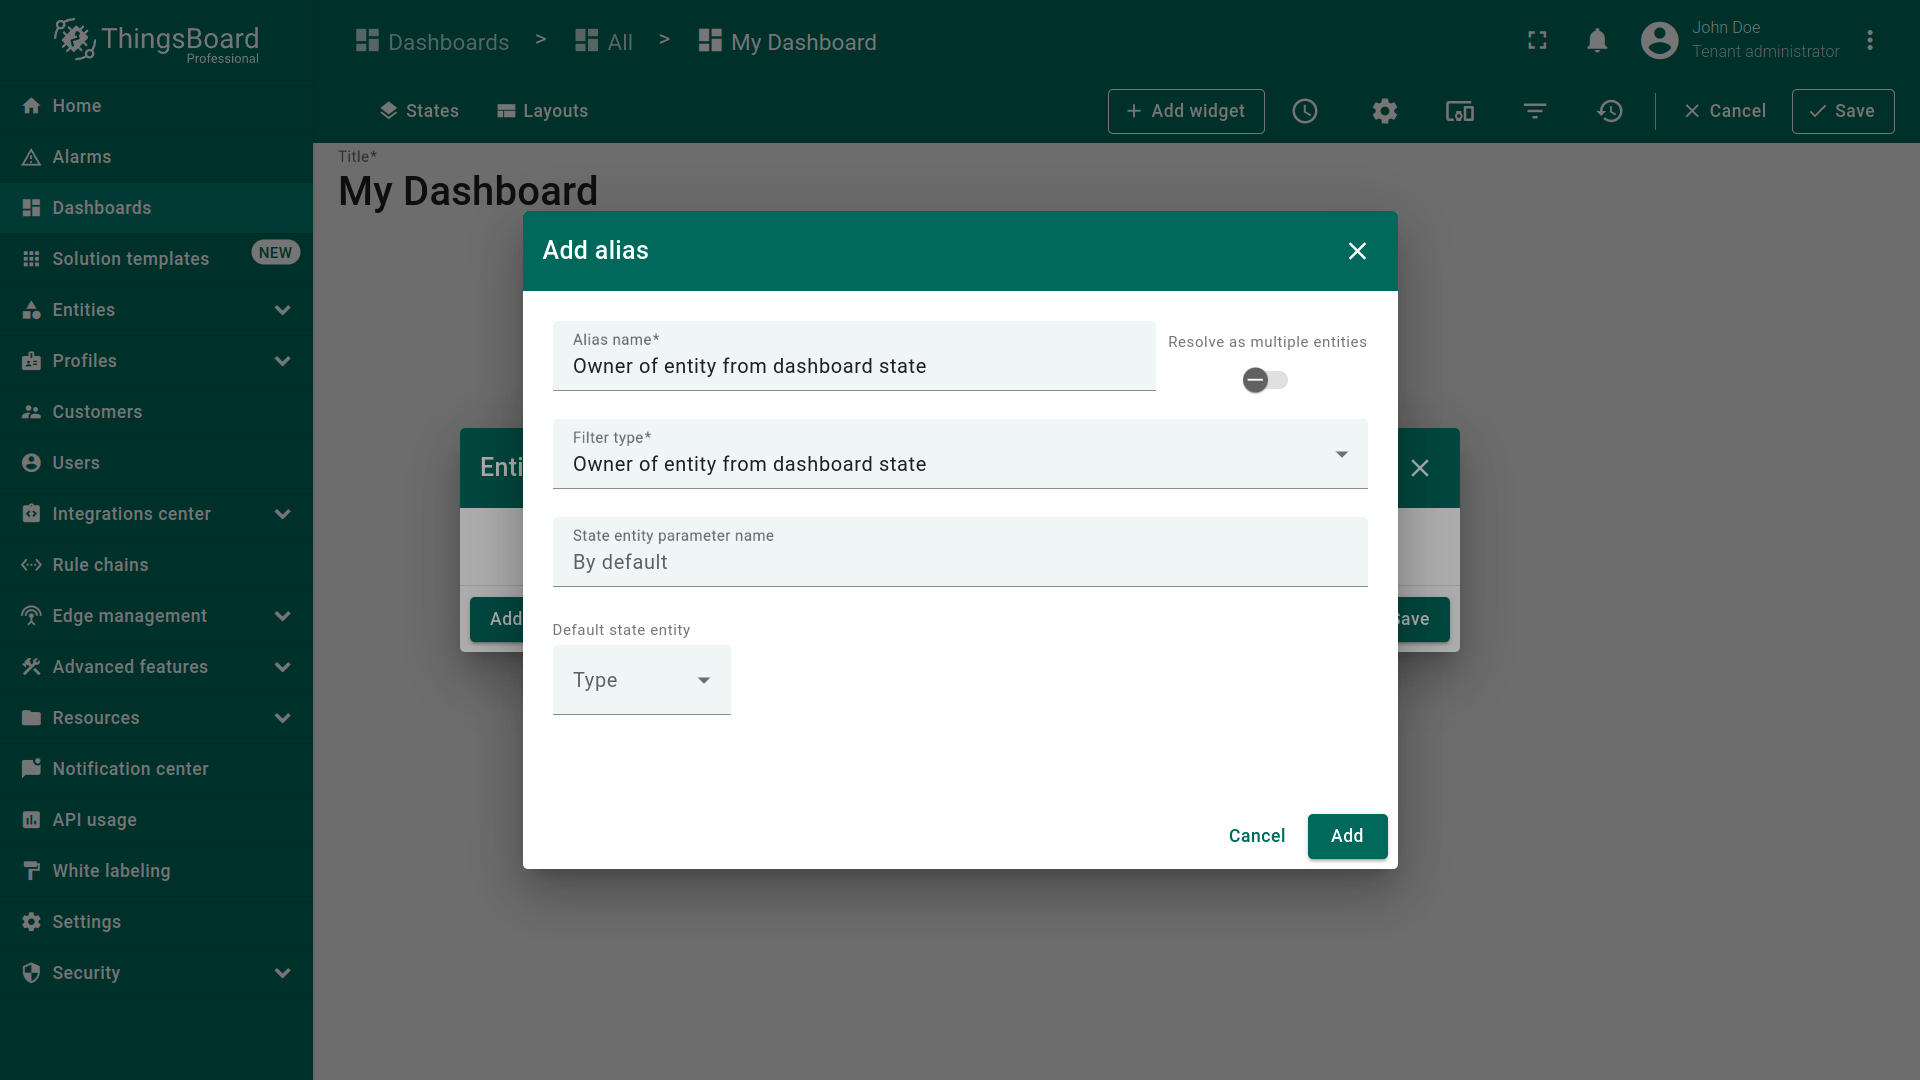 ThingsBoard
Professional
Dashboards > All > My Dashboard
John Doe
Tenant administrator
States
Layouts
+ Add widget
Cancel
Save
Home
Alarms
Dashboards
Solution templates NEW
Entities
Profiles
Customers
Users
Integrations center
Rule chains
Edge management
Advanced features
Resources
Notification center
API usage
White labeling
Settings
Security
Title*
My Dashboard
Add alias
Alias name*
Owner of entity from dashboard state
Resolve as multiple entities
Filter type*
Owner of entity from dashboard state
State entity parameter name
By default
Default state entity
Type
Cancel
Add
Enti
Add
ave